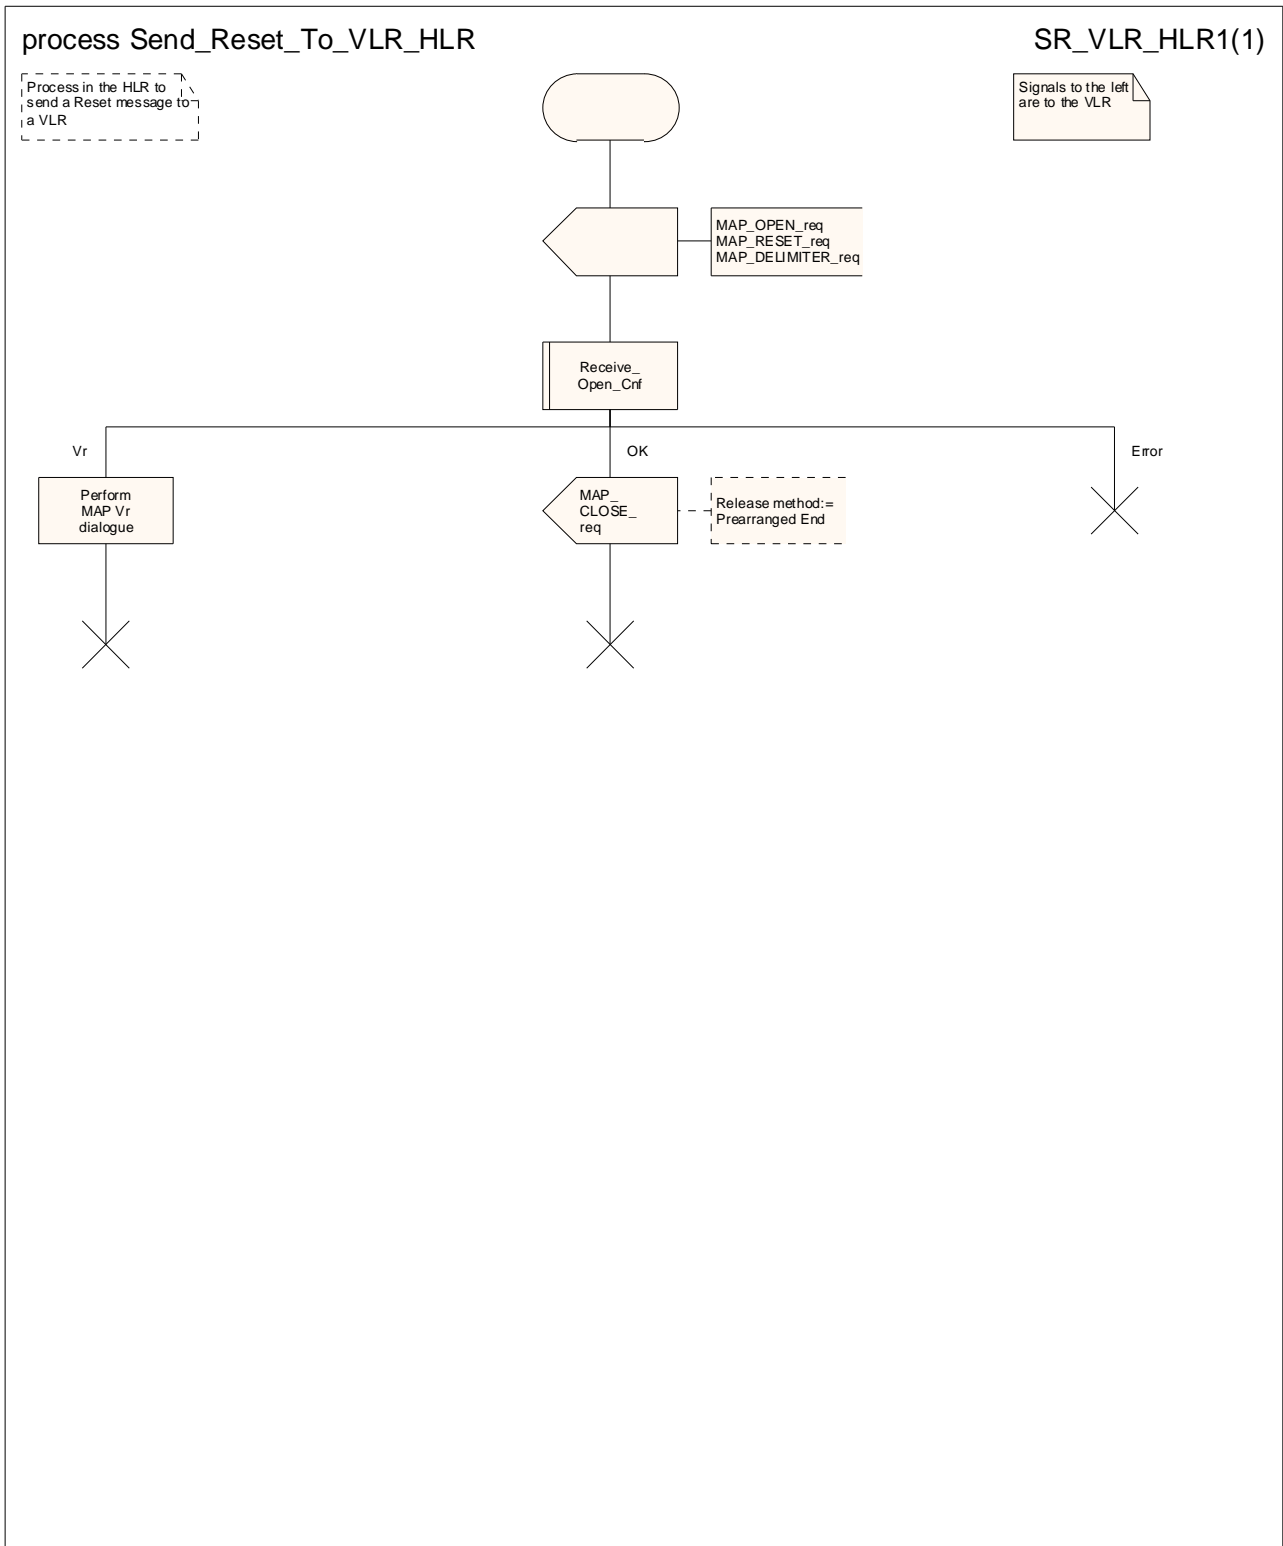 process Send_Reset_To_VLR_HLR
SR_VLR_HLR1(1)
Process in the HLR to
send a Reset message to
a VLR
Signals to the left
are to the VLR
MAP_OPEN_req
MAP_RESET_req
MAP_DELIMITER_req
Receive_
Open_Cnf
Vr
OK
Error
Perform
MAP Vr
dialogue
MAP_
CLOSE_
req
Release method:=
Prearranged End